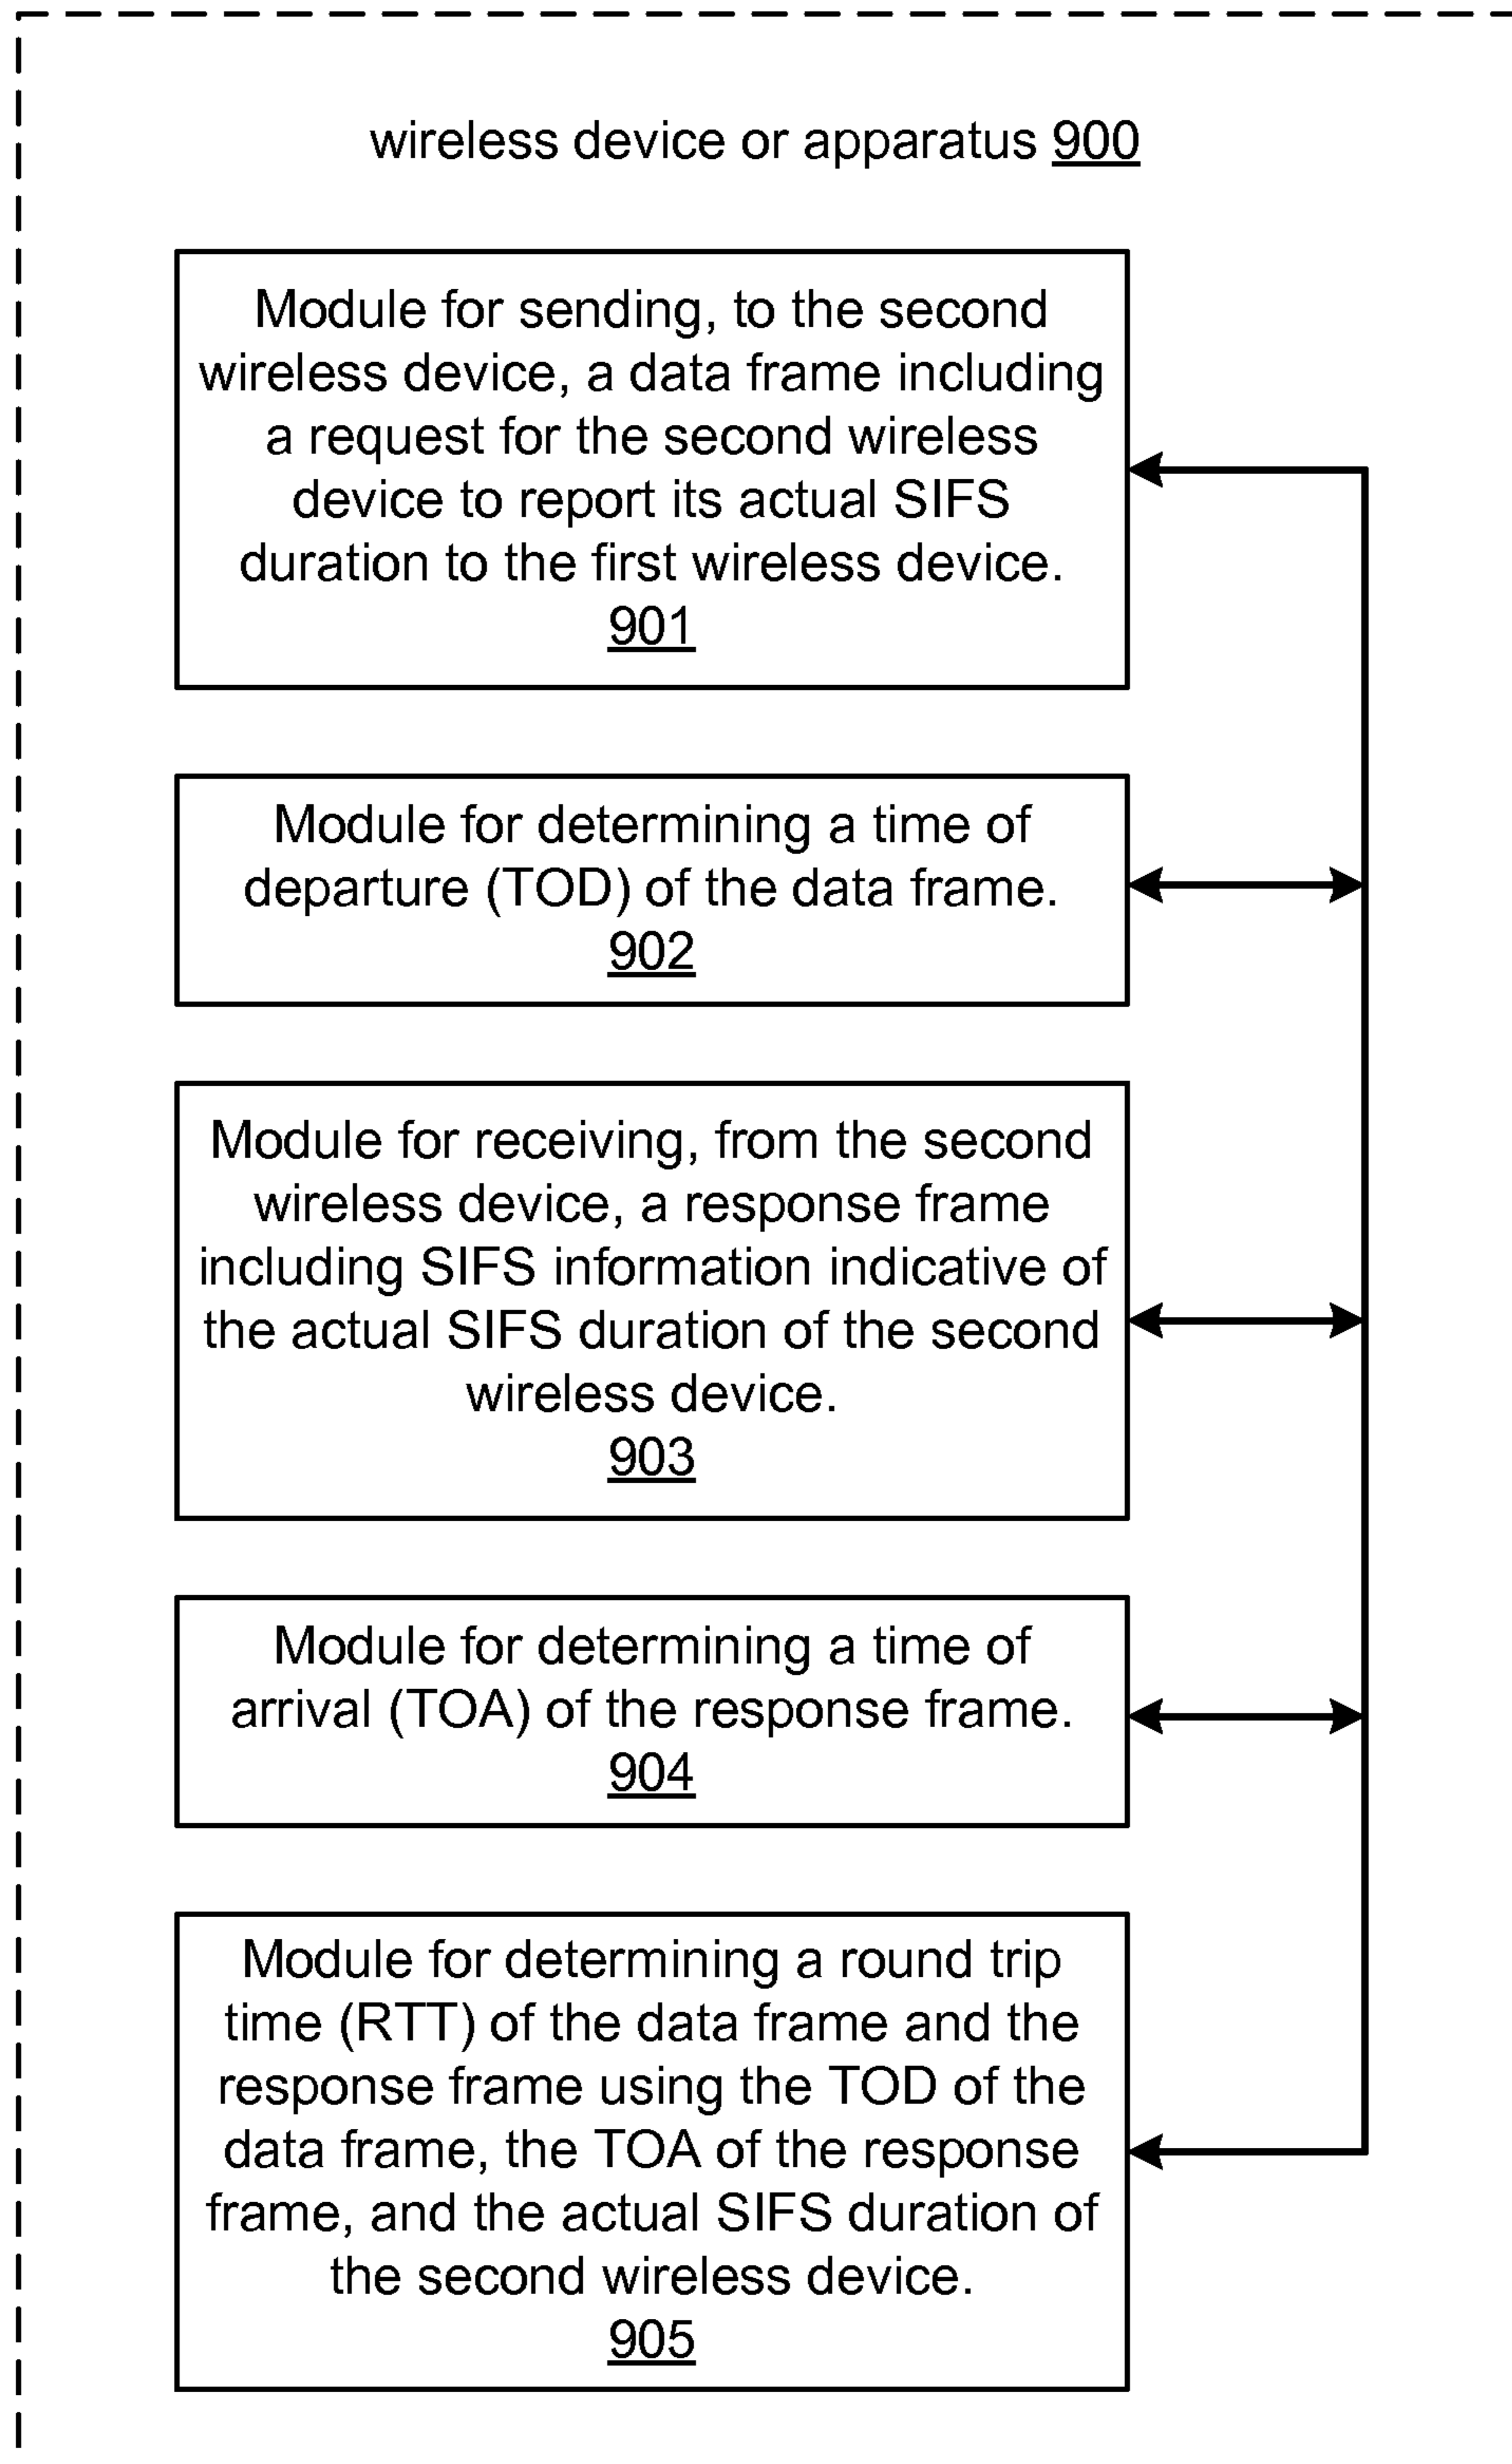 wireless device or apparatus 900
Module for sending, to the second
wireless device, a data frame including
a request for the second wireless
device to report its actual SIFS
duration to the first wireless device.
901
Module for determining a time of
departure (TOD) of the data frame.
902
Module for receiving, from the second
wireless device, a response frame
including SIFS information indicative of
the actual SIFS duration of the second
wireless device.
903
Module for determining a time of
arrival (TOA) of the response frame.
904
Module for determining a round trip
time (RTT) of the data frame and the
response frame using the TOD of the
data frame, the TOA of the response
frame, and the actual SIFS duration of
the second wireless device.
905